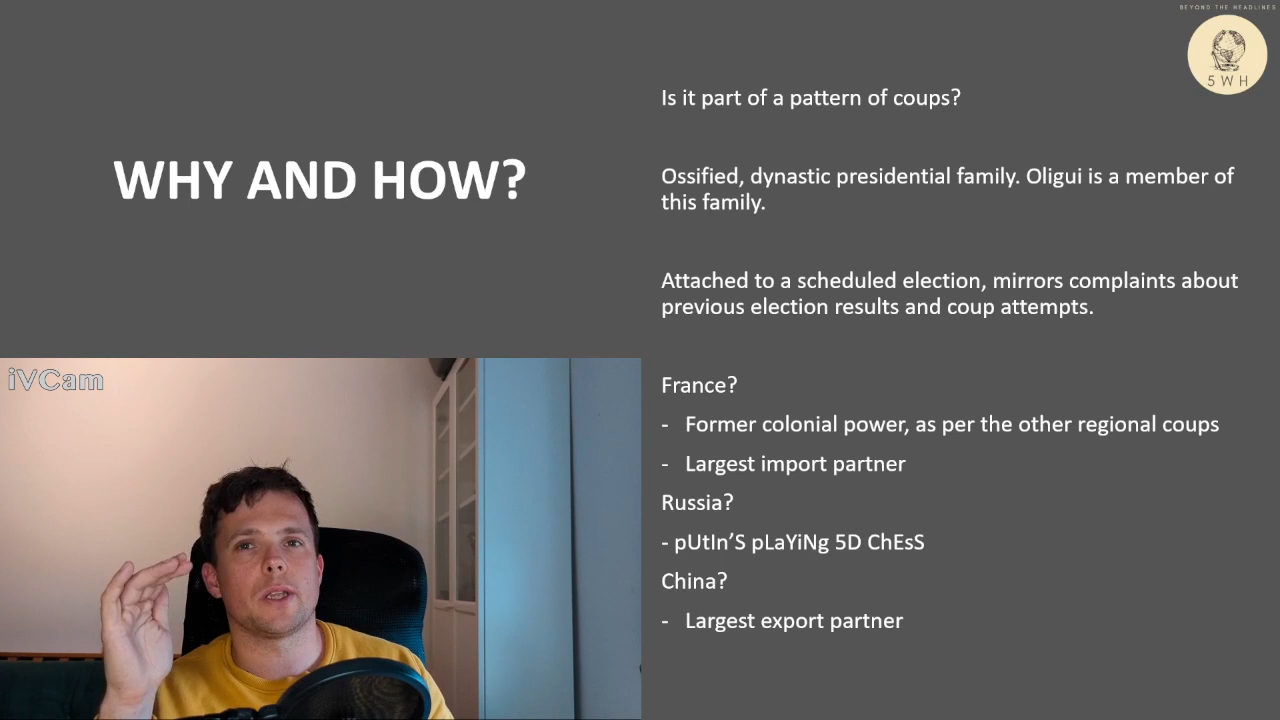 BEYOND THE HEADLINES
5 W H
WHY AND HOW?
Is it part of a pattern of coups?
Ossified, dynastic presidential family. Oligui is a member of
this family.
Attached to a scheduled election, mirrors complaints about
previous election results and coup attempts.
France?
- Former colonial power, as per the other regional coups
- Largest import partner
Russia?
- pUtIn’S pLaYiNg 5D ChEsS
China?
- Largest export partner
iVCam